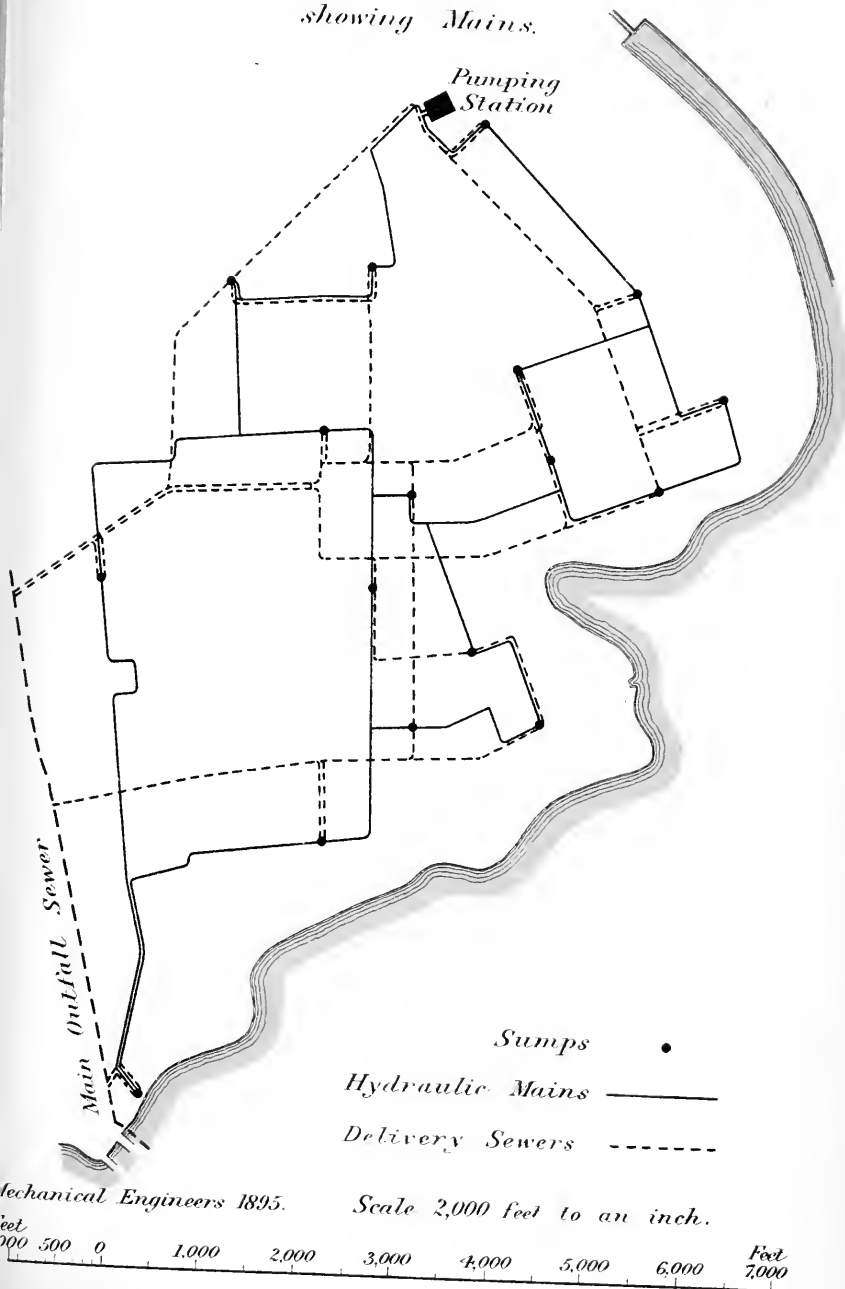 showing Mains.
Pumping
Station
Main Outfall Sewer
Sumps
Hydraulic Mains
Delivery Sewers
Mechanical Engineers 1895.
Scale 2,000 feet to an inch.
Feet
500 0 1,000 2,000 3,000 4,000 5,000 6,000 7,000
Feet